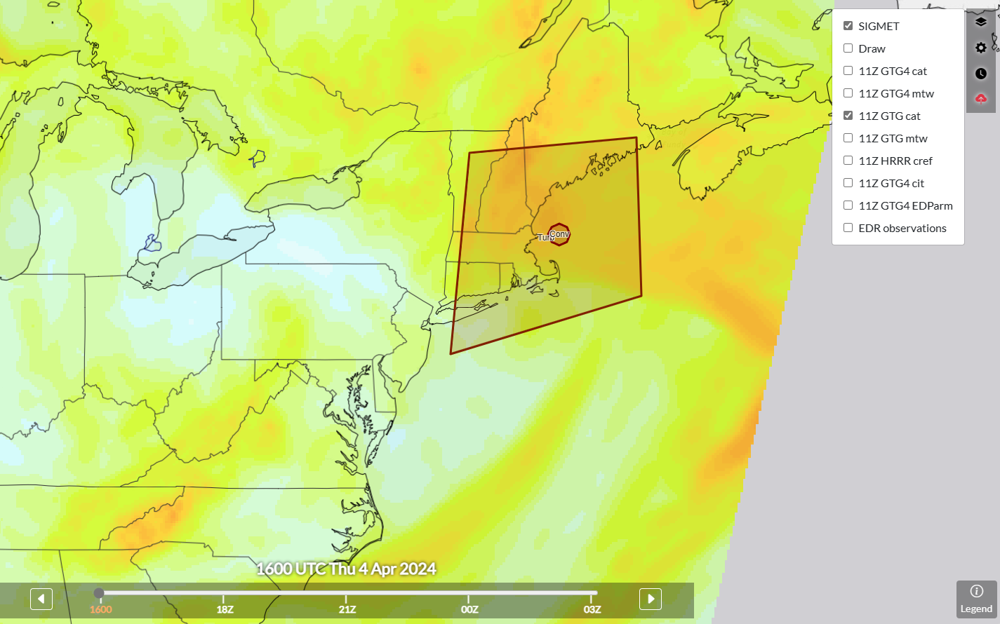 SIGMET
Draw
11Z GTG4 cat
11Z GTG4 mtw
11Z GTG cat
11Z GTG mtw
11Z HRRR cref
11Z GTG4 cit
11Z GTG4 EDParm
EDR observations
Turb
Conv
1600 UTC Thu 4 Apr 2024
1600 18Z 21Z 00Z 03Z
Legend